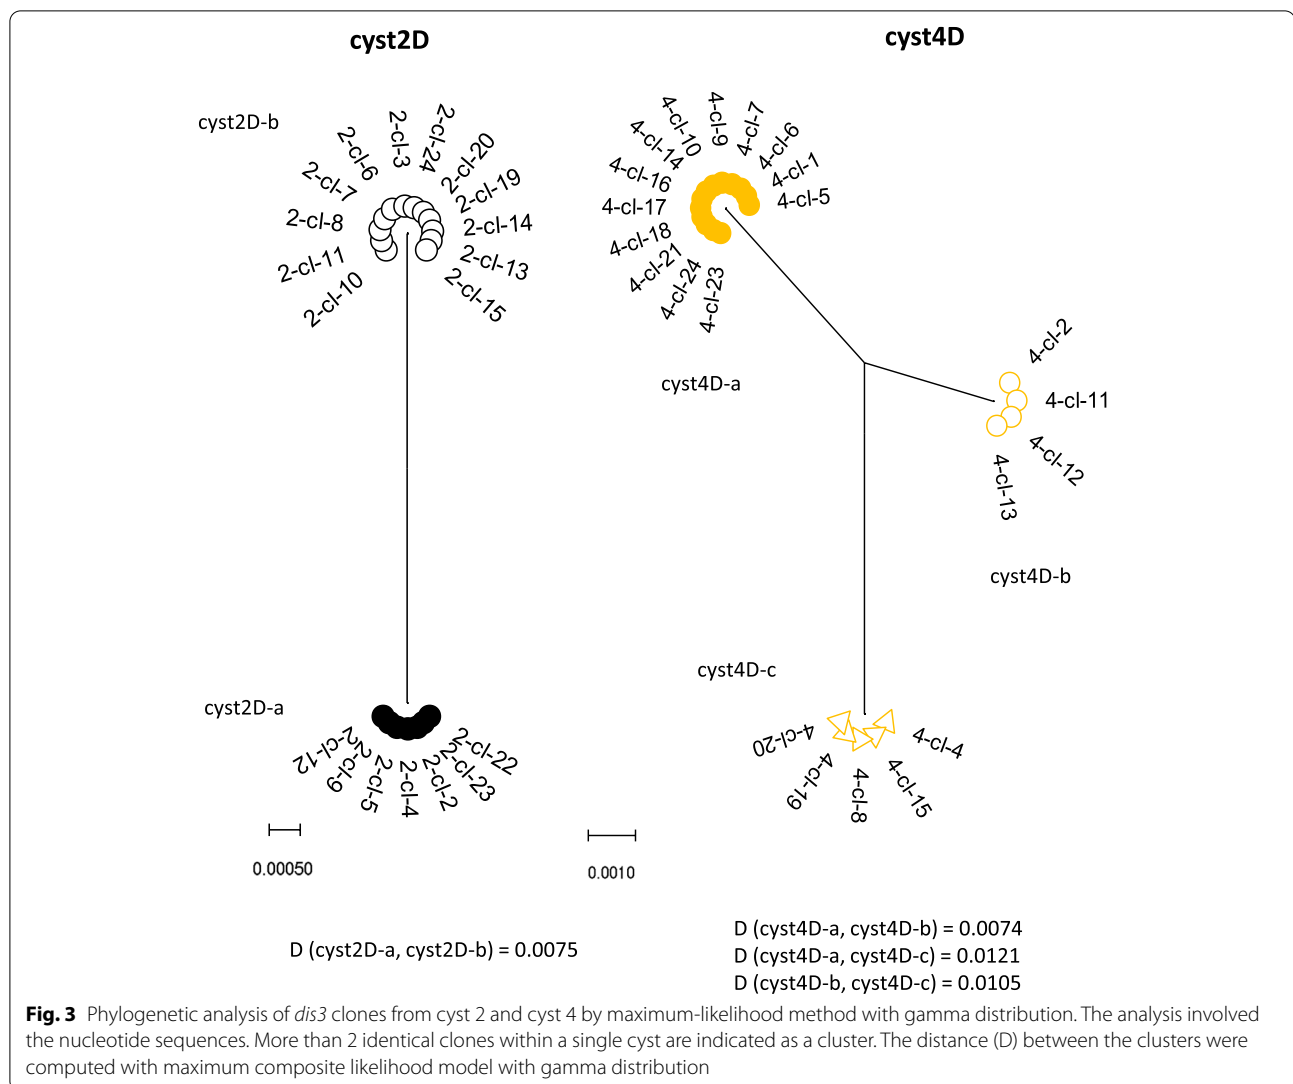 cyst2D
cyst4D
cyst2D-b
2-cl-10
2-cl-11
2-cl-8
2-cl-7
2-cl-6
2-cl-3
2-cl-24
2-cl-20
2-cl-19
2-cl-14
2-cl-13
2-cl-15
cyst2D-a
2-cl-12
2-cl-9
2-cl-5
2-cl-4
2-cl-2
2-cl-23
2-cl-22
0.00050
D (cyst2D-a, cyst2D-b) = 0.0075
4-cl-23
4-cl-24
4-cl-21
4-cl-18
4-cl-17
4-cl-16
4-cl-14
4-cl-10
4-cl-9
4-cl-7
4-cl-6
4-cl-1
4-cl-5
cyst4D-a
4-cl-2
4-cl-11
4-cl-12
4-cl-13
cyst4D-b
cyst4D-c
4-cl-20
4-cl-19
4-cl-8
4-cl-15
4-cl-4
0.0010
D (cyst4D-a, cyst4D-b) = 0.0074
D (cyst4D-a, cyst4D-c) = 0.0121
D (cyst4D-b, cyst4D-c) = 0.0105
Fig. 3 Phylogenetic analysis of dis3 clones from cyst 2 and cyst 4 by maximum-likelihood method with gamma distribution. The analysis involved
the nucleotide sequences. More than 2 identical clones within a single cyst are indicated as a cluster. The distance (D) between the clusters were
computed with maximum composite likelihood model with gamma distribution